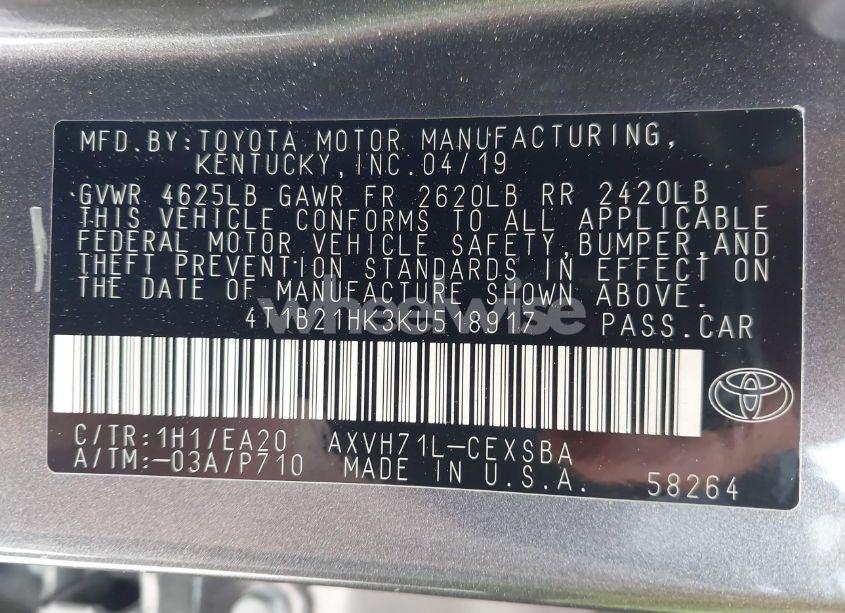 MFD. BY: TOYOTA MOTOR MANUFACTURING,
KENTUCKY, INC. 04/19
GVWR 4625LB GAWR FR 2620LB RR 2420LB
THIS VEHICLE CONFORMS TO ALL APPLICABLE
FEDERAL MOTOR VEHICLE SAFETY, BUMPER, AND
THEFT PREVENTION STANDARDS IN EFFECT ON
THE DATE OF MANUFACTURE SHOWN ABOVE.
wheelwise
4T1B21HK3KU518917 PASS. CAR
C/TR: 1H1/EA20 AXVH71L-CEXSBA
A/TM: -03A/P710 MADE IN U.S.A. 58264